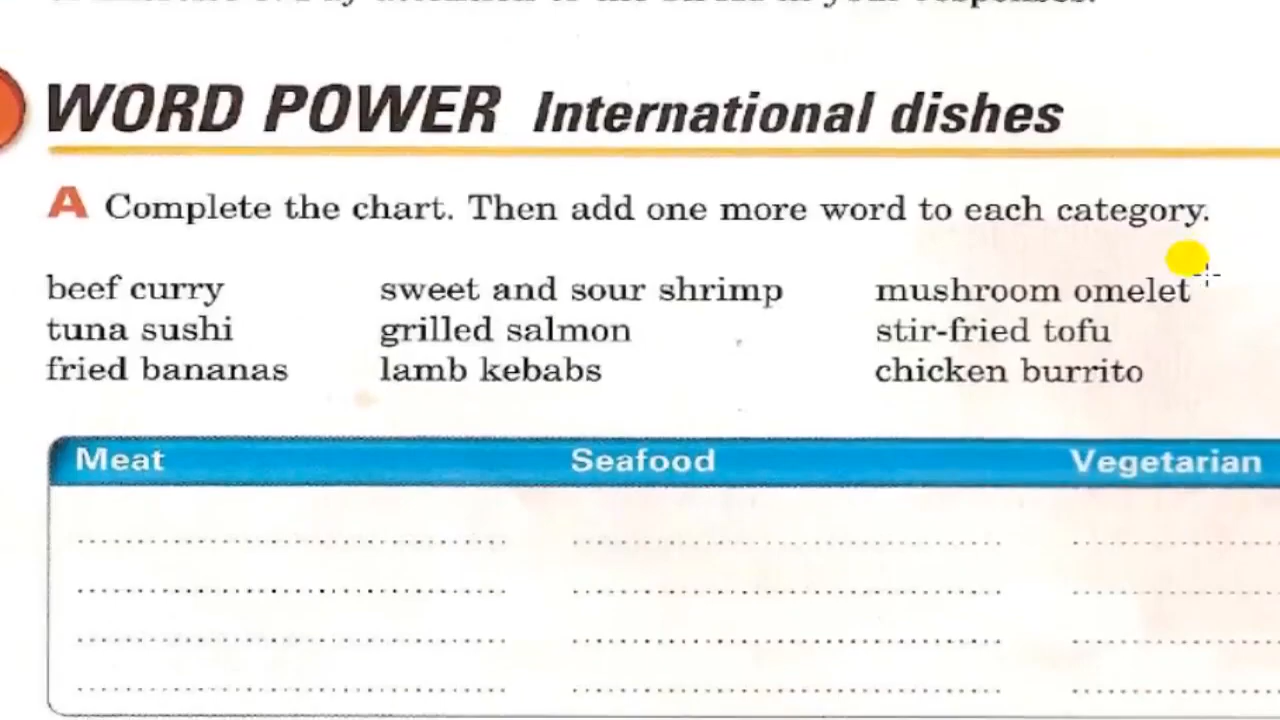 WORD POWER International dishes
A Complete the chart. Then add one more word to each category.
beef curry sweet and sour shrimp mushroom omelet
tuna sushi grilled salmon stir-fried tofu
fried bananas lamb kebabs chicken burrito
Meat Seafood Vegetarian